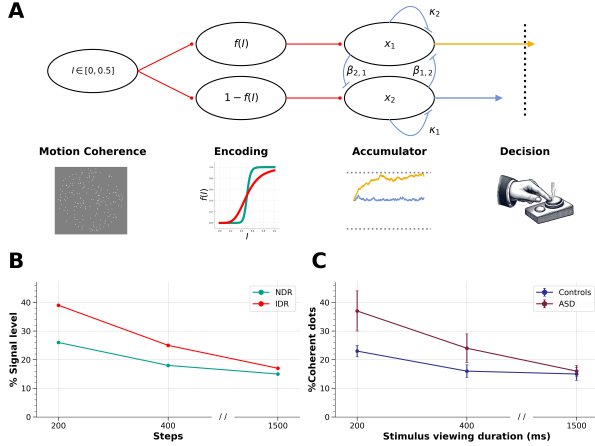 A
κ2
I ∈ [0, 0.5]
f(I)
x1
β2,1
β1,2
1 − f(I)
x2
κ1
Motion Coherence
Encoding
Accumulator
Decision
f(I)
I
B
C
NDR
IDR
Controls
ASD
% Signal level
40
30
20
10
0
200
400
//
1500
Steps
%Coherent dots
40
30
20
10
0
200
400
//
1500
Stimulus viewing duration (ms)